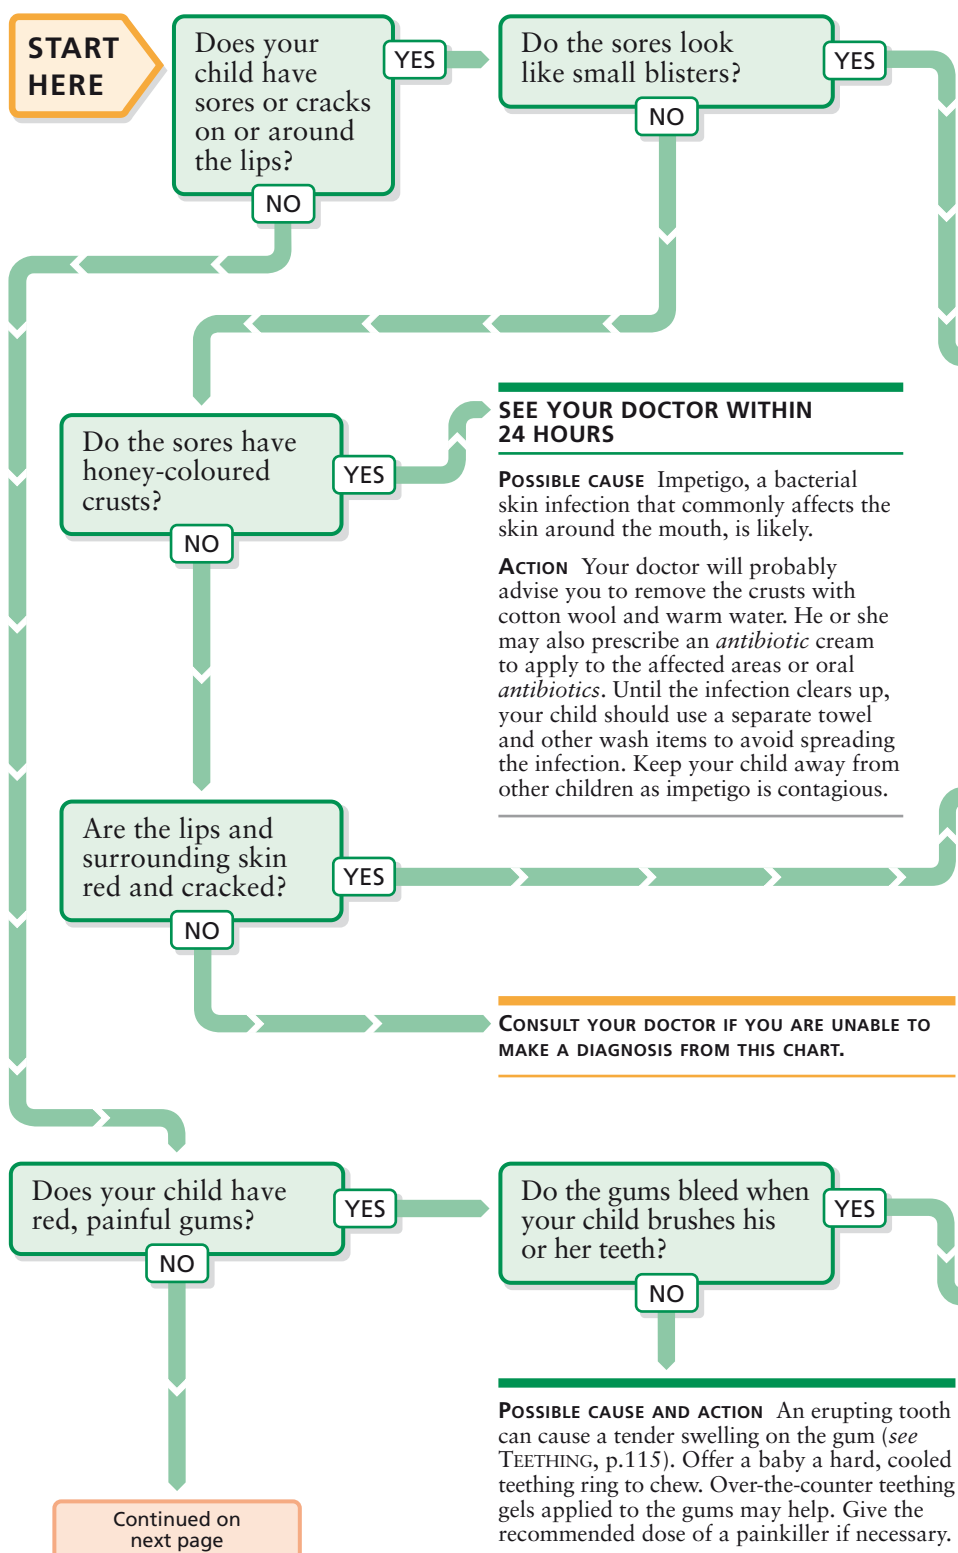 START
HERE
Does your
child have
sores or cracks
on or around
the lips?
YES
NO
Do the sores look
like small blisters?
YES
NO
Do the sores have
honey-coloured
crusts?
YES
NO
SEE YOUR DOCTOR WITHIN
24 HOURS
POSSIBLE CAUSE Impetigo, a bacterial
skin infection that commonly affects the
skin around the mouth, is likely.
ACTION Your doctor will probably
advise you to remove the crusts with
cotton wool and warm water. He or she
may also prescribe an antibiotic cream
to apply to the affected areas or oral
antibiotics. Until the infection clears up,
your child should use a separate towel
and other wash items to avoid spreading
the infection. Keep your child away from
other children as impetigo is contagious.
Are the lips and
surrounding skin
red and cracked?
YES
NO
CONSULT YOUR DOCTOR IF YOU ARE UNABLE TO
MAKE A DIAGNOSIS FROM THIS CHART.
Does your child have
red, painful gums?
YES
NO
Do the gums bleed when
your child brushes his
or her teeth?
YES
NO
POSSIBLE CAUSE AND ACTION An erupting tooth
can cause a tender swelling on the gum (see
TEETHING, p.115). Offer a baby a hard, cooled
teething ring to chew. Over-the-counter teething
gels applied to the gums may help. Give the
recommended dose of a painkiller if necessary.
Continued on
next page